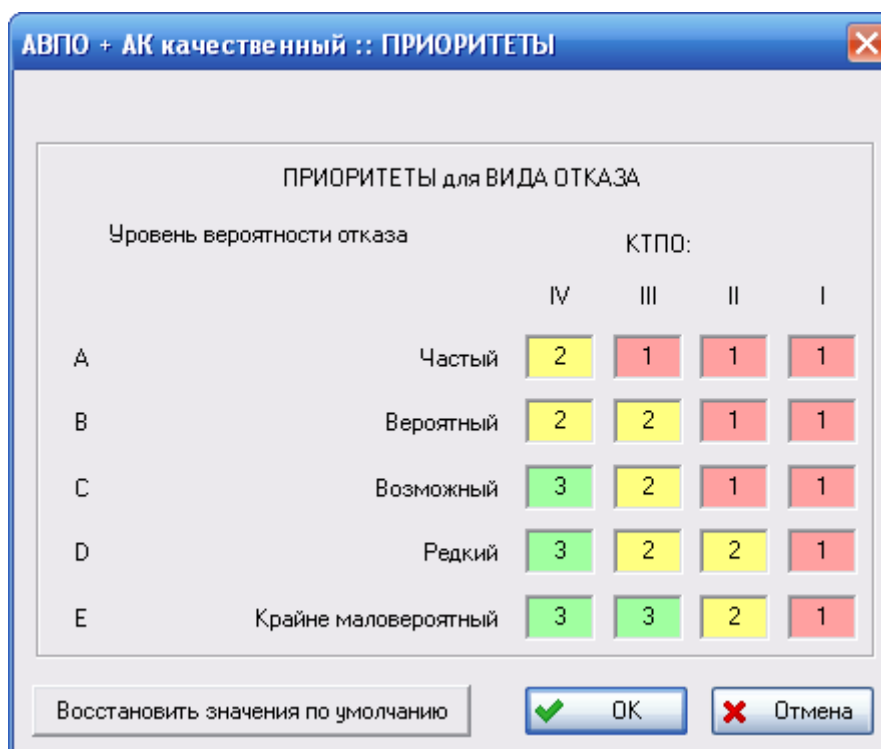 АВПО + АК качественный :: ПРИОРИТЕТЫ
ПРИОРИТЕТЫ для ВИДА ОТКАЗА
Уровень вероятности отказа КТПО:
IV III II I
A Частый 2 1 1 1
B Вероятный 2 2 1 1
C Возможный 3 2 1 1
D Редкий 3 2 2 1
E Крайне маловероятный 3 3 2 1
Восстановить значения по умолчанию OK Отмена